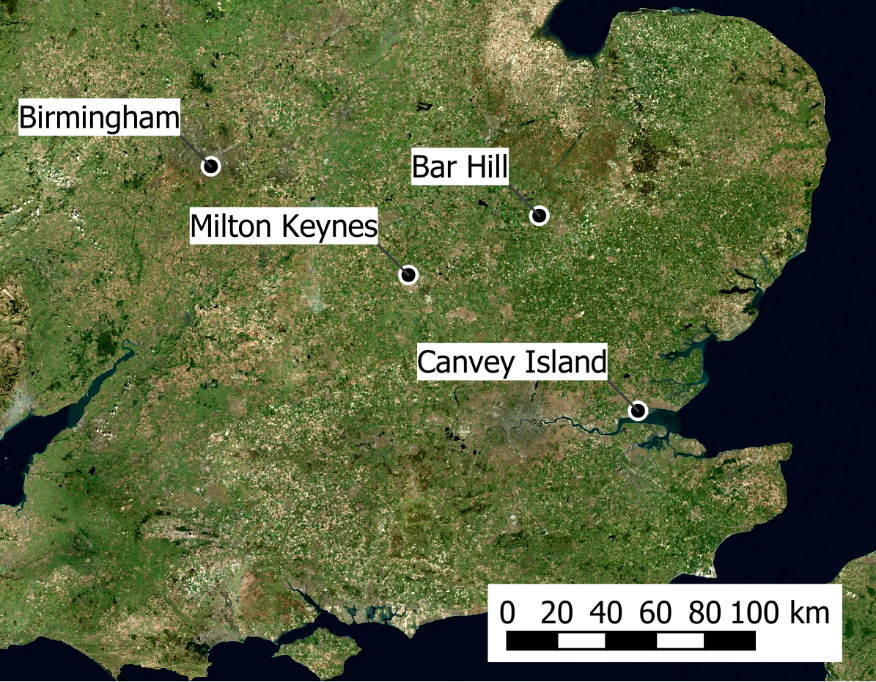 Birmingham
Bar Hill
Milton Keynes
Canvey Island
0 20 40 60 80 100 km